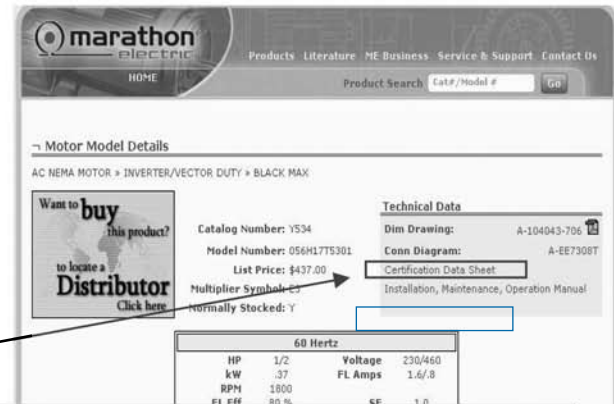 marathon
electric
Products Literature ME-Business Service & Support Contact Us
HOME
Product Search Cat#/Model # Go
¬ Motor Model Details
AC NEMA MOTOR » INVERTER/VECTOR DUTY » BLACK MAX
Want to buy
this product?
to locate a
Distributor
Click here
Catalog Number: Y534
Model Number: 056H17T5301
List Price: $437.00
Multiplier Symbol:
Normally Stocked: Y
Technical Data
Dim Drawing: A-104043-706
Conn Diagram: A-EE7308T
Certification Data Sheet
Installation, Maintenance, Operation Manual
60 Hertz
HP 1/2 Voltage 230/460
kW .37 FL Amps 1.6/.8
RPM 1800
FL Eff 80 % SF 1.0